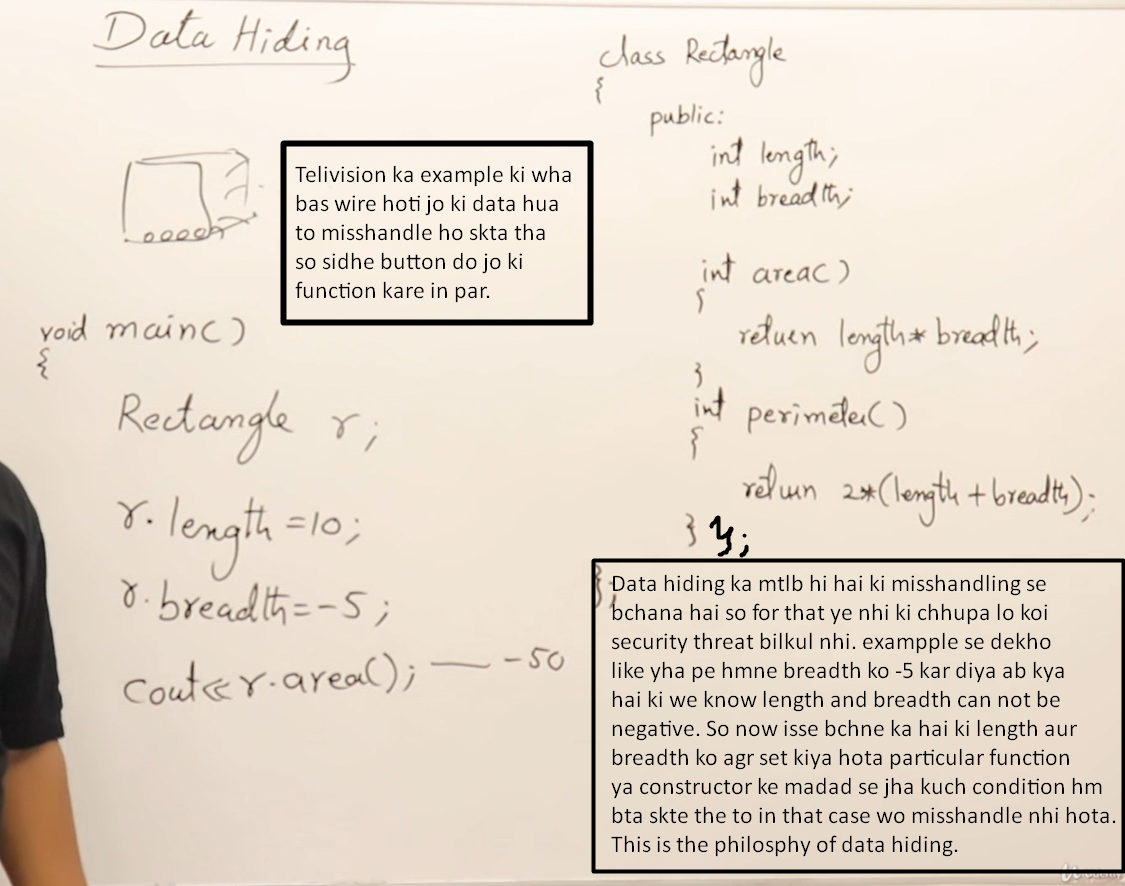 Data Hiding
Telivision ka example ki wha
bas wire hoti jo ki data hua
to misshandle ho skta tha
so sidhe button do jo ki
function kare in par.
void main()
{
Rectangle r;
r.length=10;
r.breadth=-5;
cout<<r.area(); — -50
class Rectangle
{
public:
int length;
int breadth;
int area()
{
return length*breadth;
}
int perimeter()
{
return 2*(length+breadth);
} };
};
Data hiding ka mtlb hi hai ki misshandling se
bchana hai so for that ye nhi ki chhupa lo koi
security threat bilkul nhi. exampple se dekho
like yha pe hmne breadth ko -5 kar diya ab kya
hai ki we know length and breadth can not be
negative. So now isse bchne ka hai ki length aur
breadth ko agr set kiya hota particular function
ya constructor ke madad se jha kuch condition hm
bta skte the to in that case wo misshandle nhi hota.
This is the philosphy of data hiding.